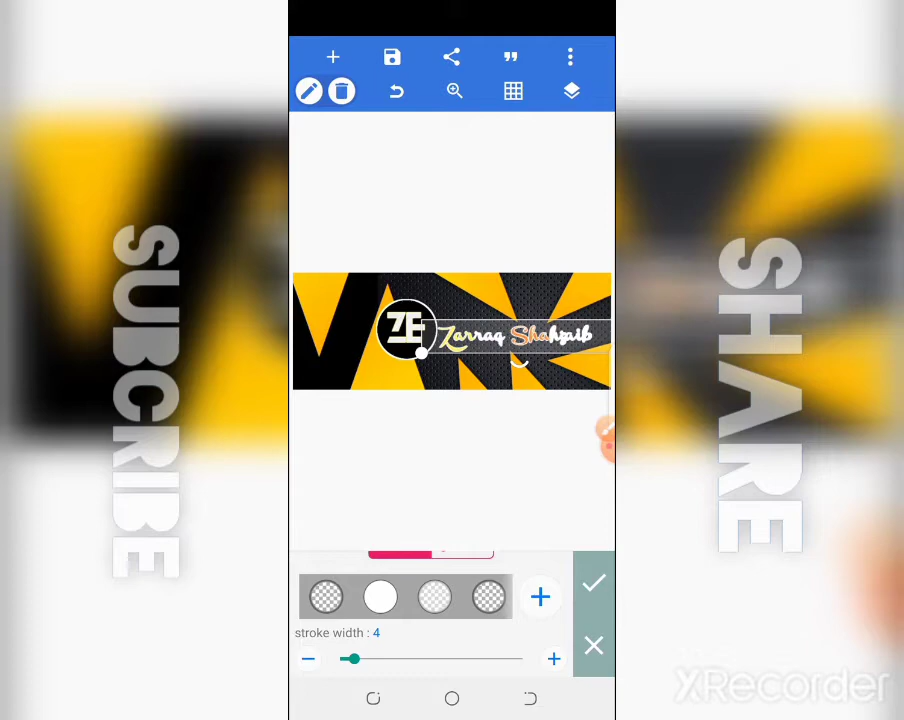 SUBCRIBE
ZE
Zarraq Shahzaib
stroke width : 4
SHARE
XRecorder